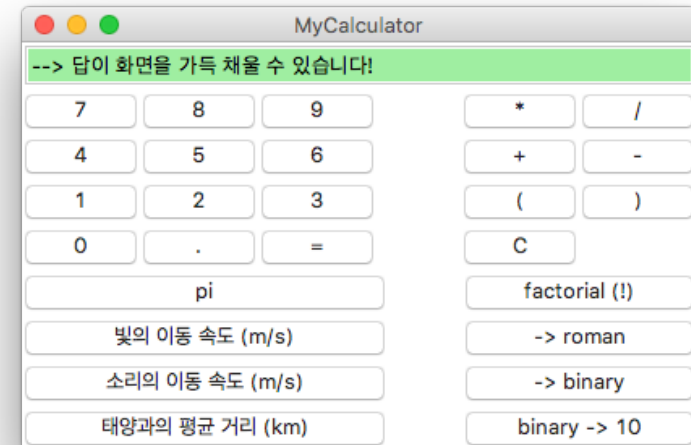 MyCalculator
--> 답이 화면을 가득 채울 수 있습니다!
7 8 9 * /
4 5 6 + -
1 2 3 ( )
0 . = C
pi factorial (!)
빛의 이동 속도 (m/s) -> roman
소리의 이동 속도 (m/s) -> binary
태양과의 평균 거리 (km) binary -> 10